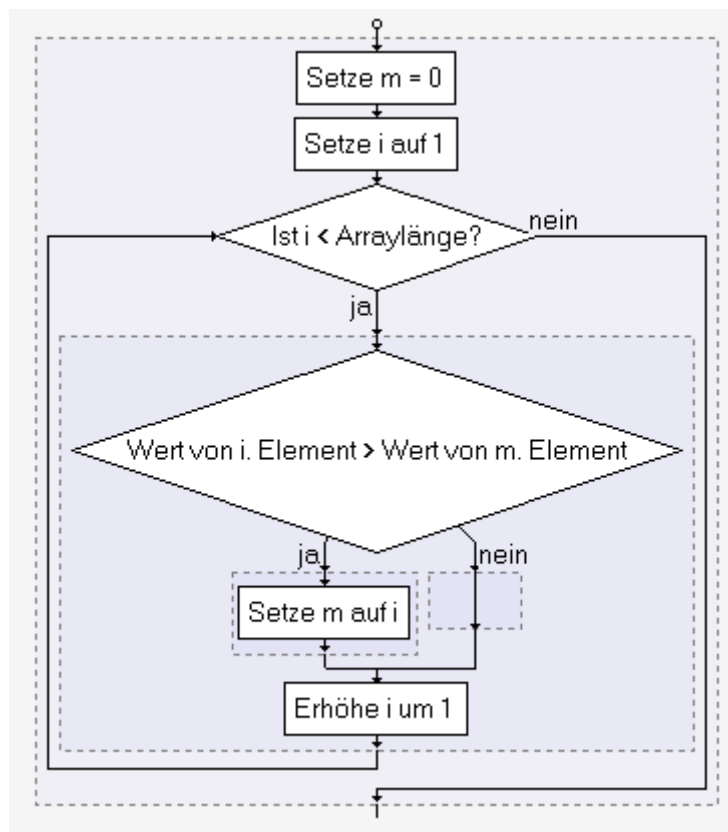 Setze m = 0
Setze i auf 1
Ist i < Arraylänge?
nein
ja
Wert von i. Element > Wert von m. Element
ja
nein
Setze m auf i
Erhöhe i um 1